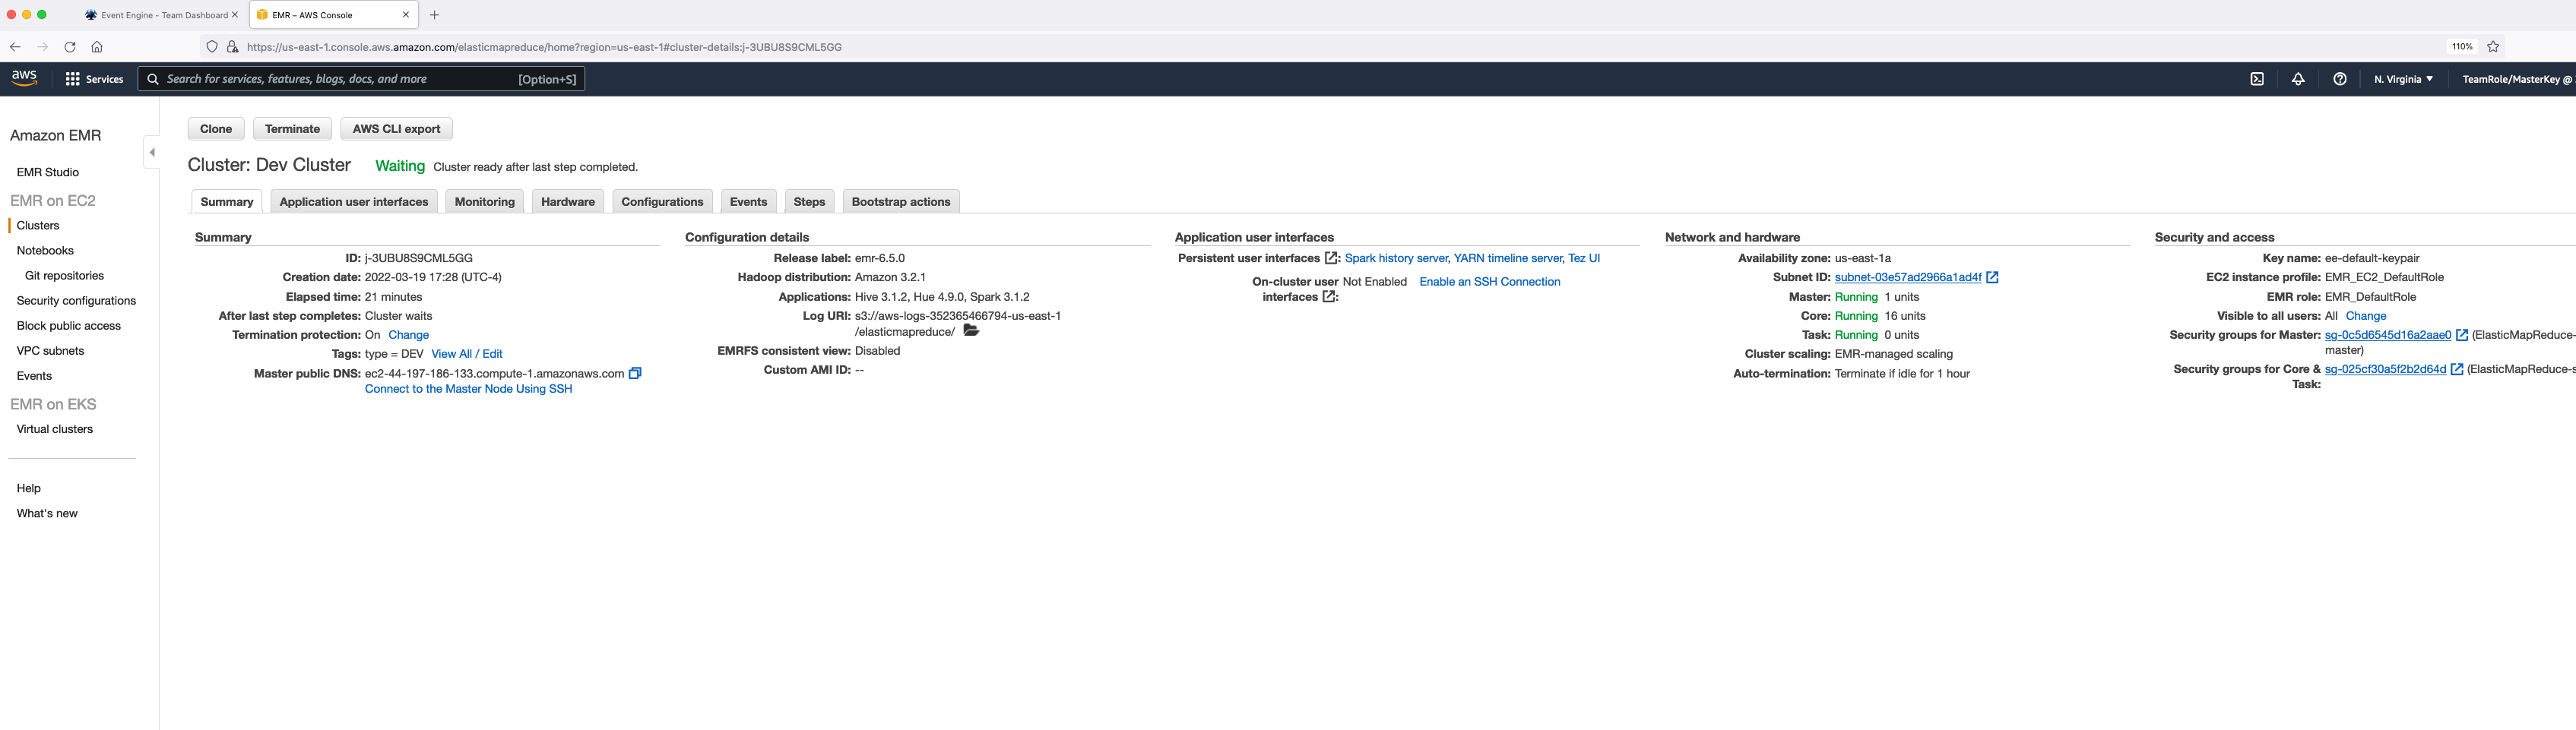 Event Engine - Team Dashboard
EMR – AWS Console
https://us-east-1.console.aws.amazon.com/elasticmapreduce/home?region=us-east-1#cluster-details:j-3UBU8S9CML5GG
110%
aws
Services
Search for services, features, blogs, docs, and more
[Option+S]
N. Virginia
TeamRole/MasterKey @
Amazon EMR
EMR Studio
EMR on EC2
Clusters
Notebooks
Git repositories
Security configurations
Block public access
VPC subnets
Events
EMR on EKS
Virtual clusters
Help
What's new
Clone
Terminate
AWS CLI export
Cluster: Dev Cluster
Waiting
Cluster ready after last step completed.
Summary
Application user interfaces
Monitoring
Hardware
Configurations
Events
Steps
Bootstrap actions
Summary
ID: j-3UBU8S9CML5GG
Creation date: 2022-03-19 17:28 (UTC-4)
Elapsed time: 21 minutes
After last step completes: Cluster waits
Termination protection: On Change
Tags: type = DEV View All / Edit
Master public DNS: ec2-44-197-186-133.compute-1.amazonaws.com
Connect to the Master Node Using SSH
Configuration details
Release label: emr-6.5.0
Hadoop distribution: Amazon 3.2.1
Applications: Hive 3.1.2, Hue 4.9.0, Spark 3.1.2
Log URI: s3://aws-logs-352365466794-us-east-1
/elasticmapreduce/
EMRFS consistent view: Disabled
Custom AMI ID: --
Application user interfaces
Persistent user interfaces : Spark history server, YARN timeline server, Tez UI
On-cluster user Not Enabled Enable an SSH Connection
interfaces :
Network and hardware
Availability zone: us-east-1a
Subnet ID: subnet-03e57ad2966a1ad4f
Master: Running 1 units
Core: Running 16 units
Task: Running 0 units
Cluster scaling: EMR-managed scaling
Auto-termination: Terminate if idle for 1 hour
Security and access
Key name: ee-default-keypair
EC2 instance profile: EMR_EC2_DefaultRole
EMR role: EMR_DefaultRole
Visible to all users: All Change
Security groups for Master: sg-0c5d6545d16a2aae0 (ElasticMapReduce-
master)
Security groups for Core & sg-025cf30a5f2b2d64d (ElasticMapReduce-s
Task: